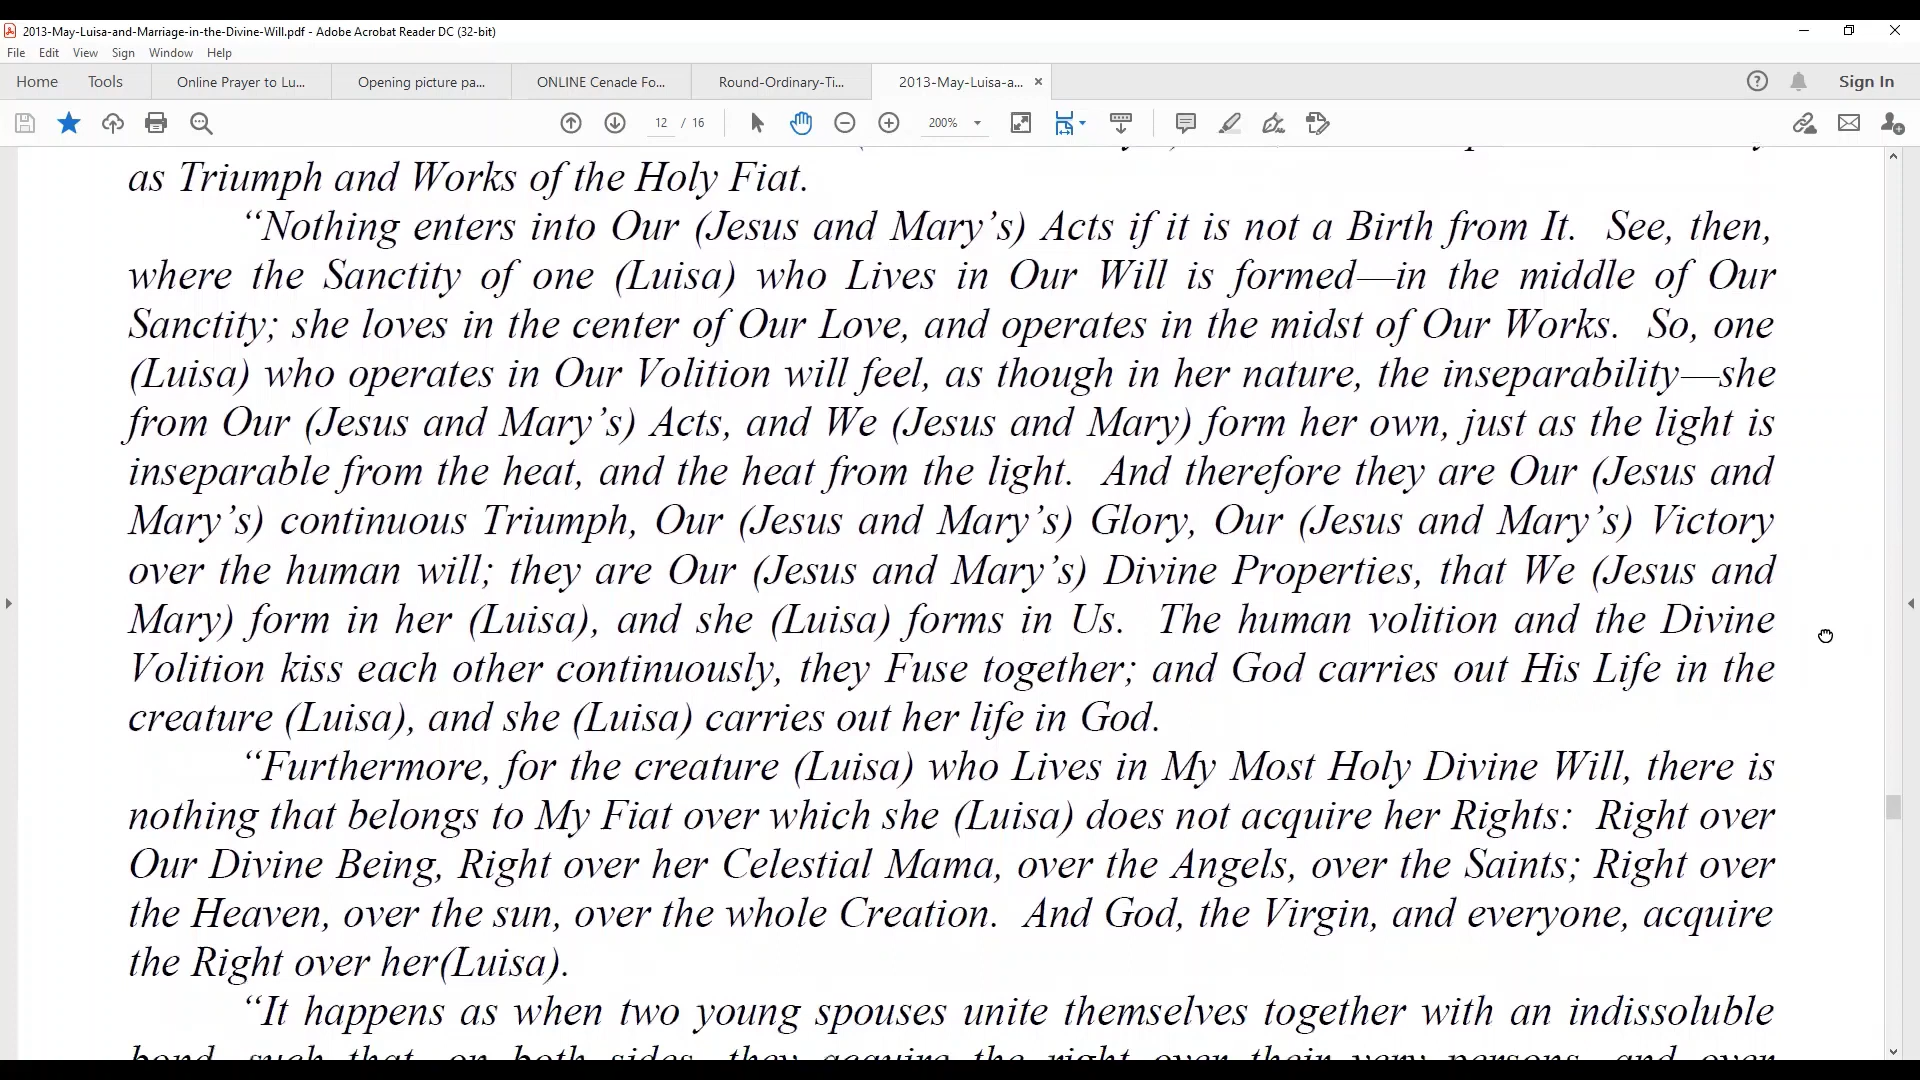 2013-May-Luisa-and-Marriage-in-the-Divine-Will.pdf - Adobe Acrobat Reader DC (32-bit)
File Edit View Sign Window Help
Home Tools Online Prayer to Lu... Opening picture pa... ONLINE Cenacle Fo... Round-Ordinary-Ti... 2013-May-Luisa-a... Sign In
12 / 16 200%
as Triumph and Works of the Holy Fiat.
“Nothing enters into Our (Jesus and Mary’s) Acts if it is not a Birth from It. See, then,
where the Sanctity of one (Luisa) who Lives in Our Will is formed—in the middle of Our
Sanctity; she loves in the center of Our Love, and operates in the midst of Our Works. So, one
(Luisa) who operates in Our Volition will feel, as though in her nature, the inseparability—she
from Our (Jesus and Mary’s) Acts, and We (Jesus and Mary) form her own, just as the light is
inseparable from the heat, and the heat from the light. And therefore they are Our (Jesus and
Mary’s) continuous Triumph, Our (Jesus and Mary’s) Glory, Our (Jesus and Mary’s) Victory
over the human will; they are Our (Jesus and Mary’s) Divine Properties, that We (Jesus and
Mary) form in her (Luisa), and she (Luisa) forms in Us. The human volition and the Divine
Volition kiss each other continuously, they Fuse together; and God carries out His Life in the
creature (Luisa), and she (Luisa) carries out her life in God.
“Furthermore, for the creature (Luisa) who Lives in My Most Holy Divine Will, there is
nothing that belongs to My Fiat over which she (Luisa) does not acquire her Rights: Right over
Our Divine Being, Right over her Celestial Mama, over the Angels, over the Saints; Right over
the Heaven, over the sun, over the whole Creation. And God, the Virgin, and everyone, acquire
the Right over her(Luisa).
“It happens as when two young spouses unite themselves together with an indissoluble
bond, such that, on both sides, they acquire the right over their very persons, and over